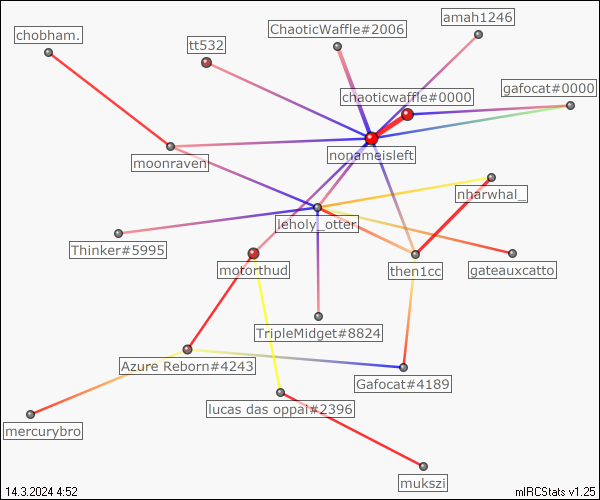 amah1246
ChaoticWaffle#2006
chobham.
tt532
gafocat#0000
chaoticwaffle#0000
nonameisleft
moonraven
nharwhal_
leholy_otter
Thinker#5995
motorthud
then1cc
gateauxcatto
TripleMidget#8824
Azure Reborn#4243
Gafocat#4189
lucas das oppai#2396
mercurybro
mukszi
14.3.2024 4:52
mIRCStats v1.25